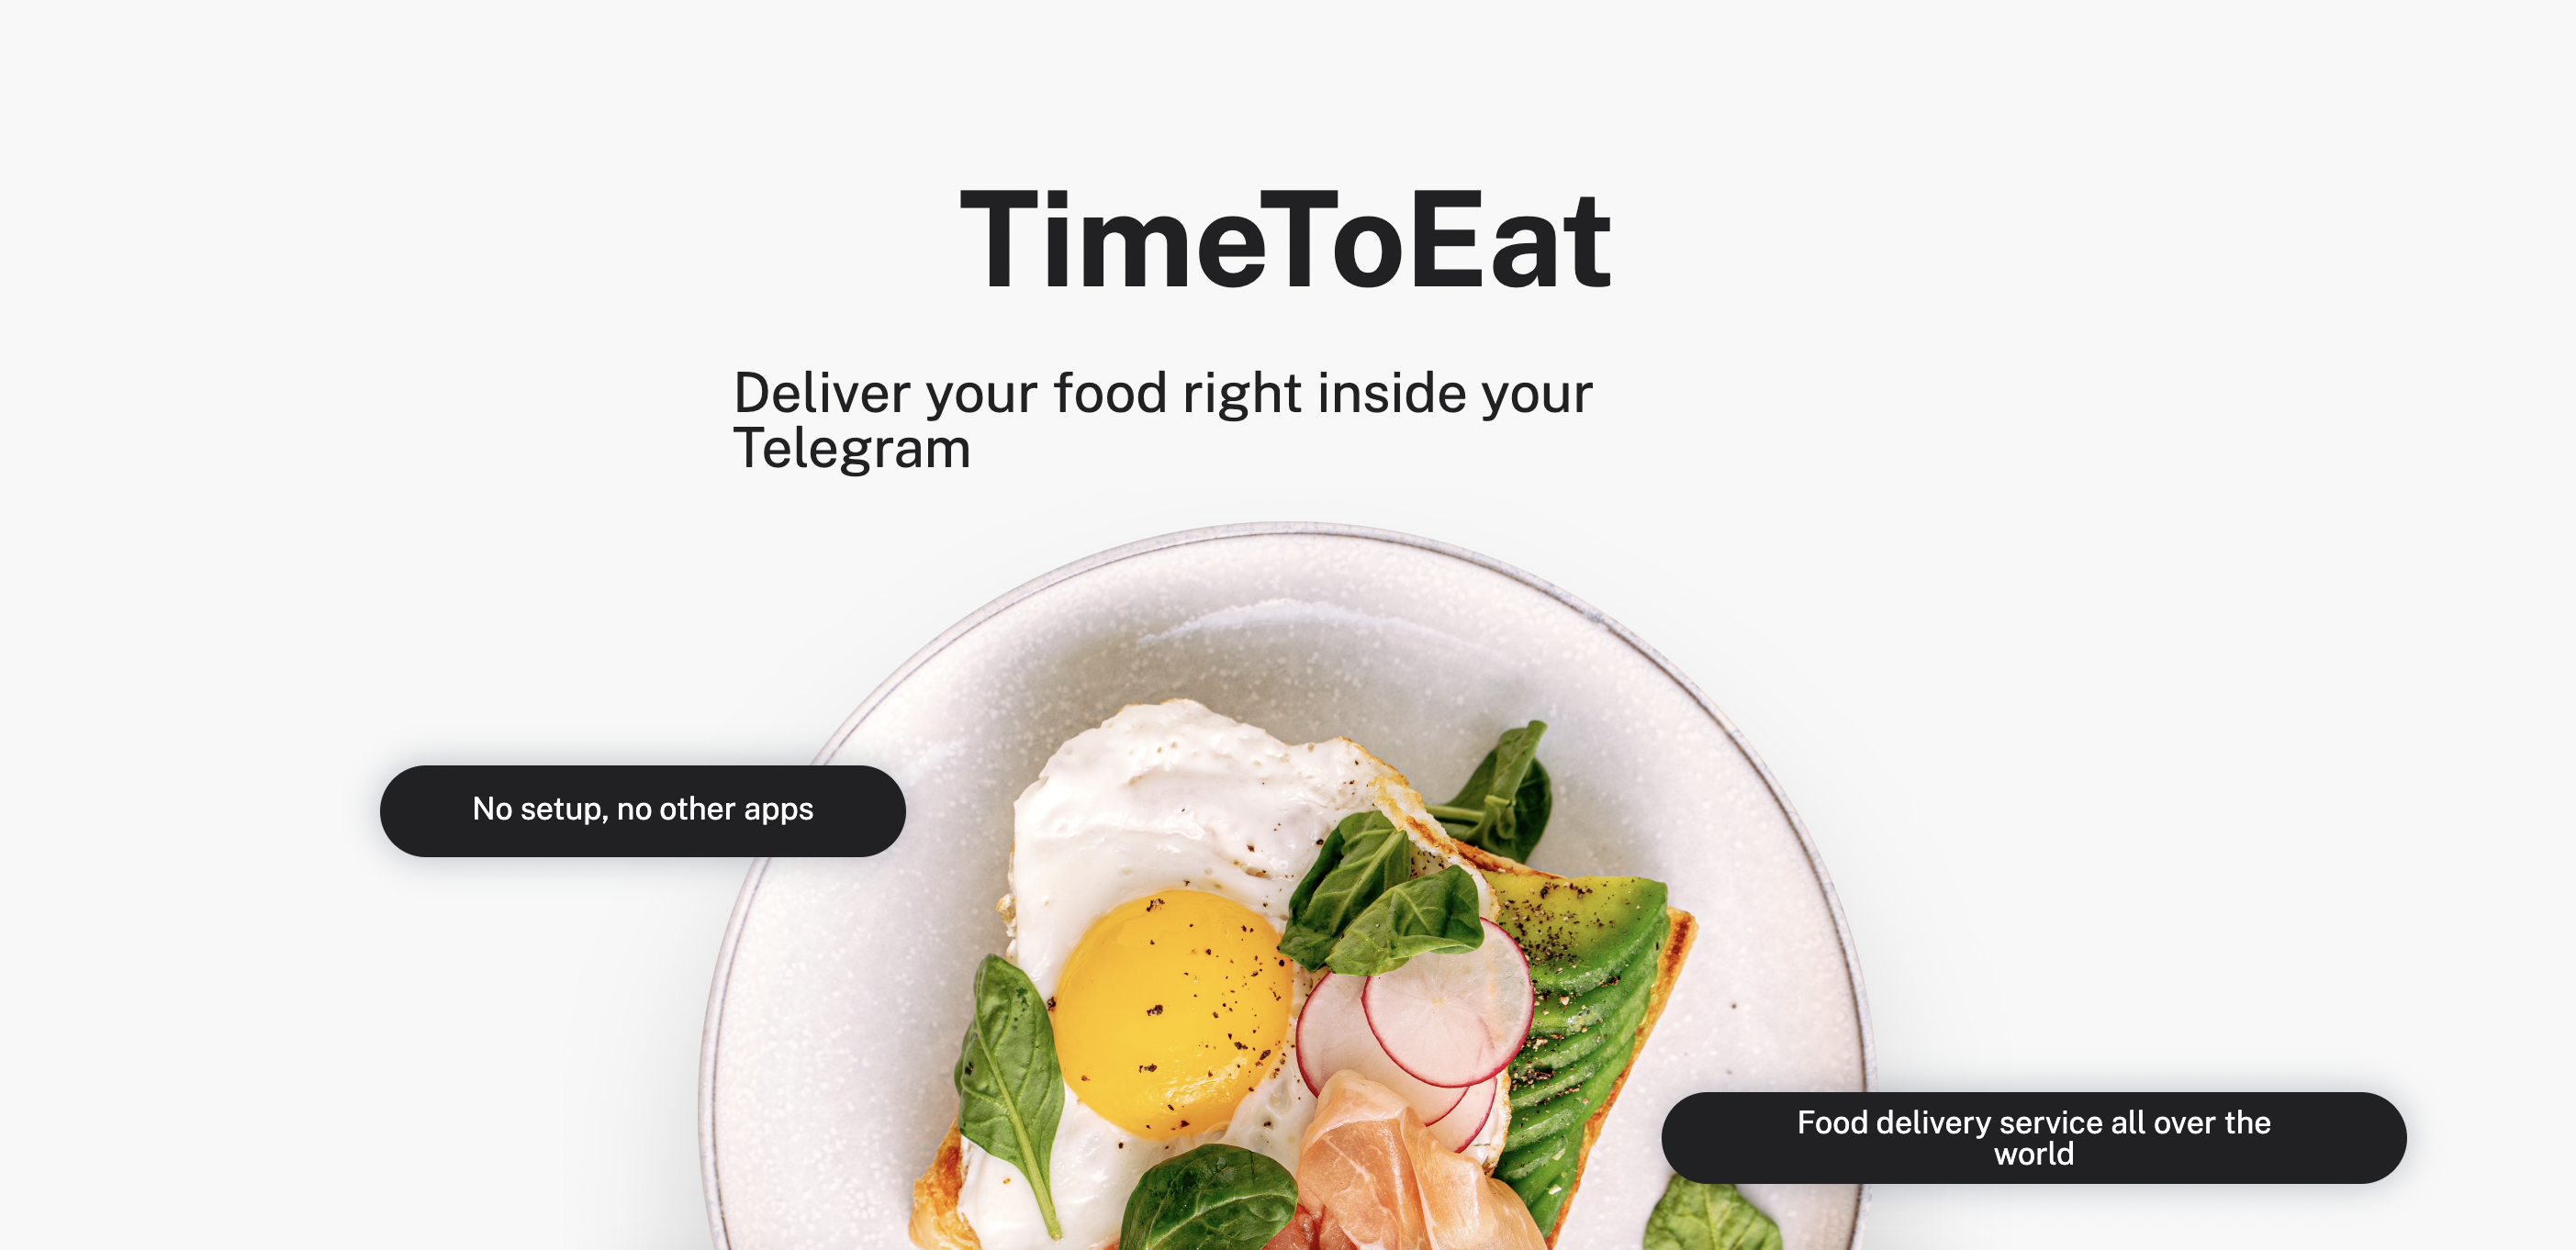 TimeToEat
Deliver your food right inside your
Telegram
No setup, no other apps
Food delivery service all over the
world